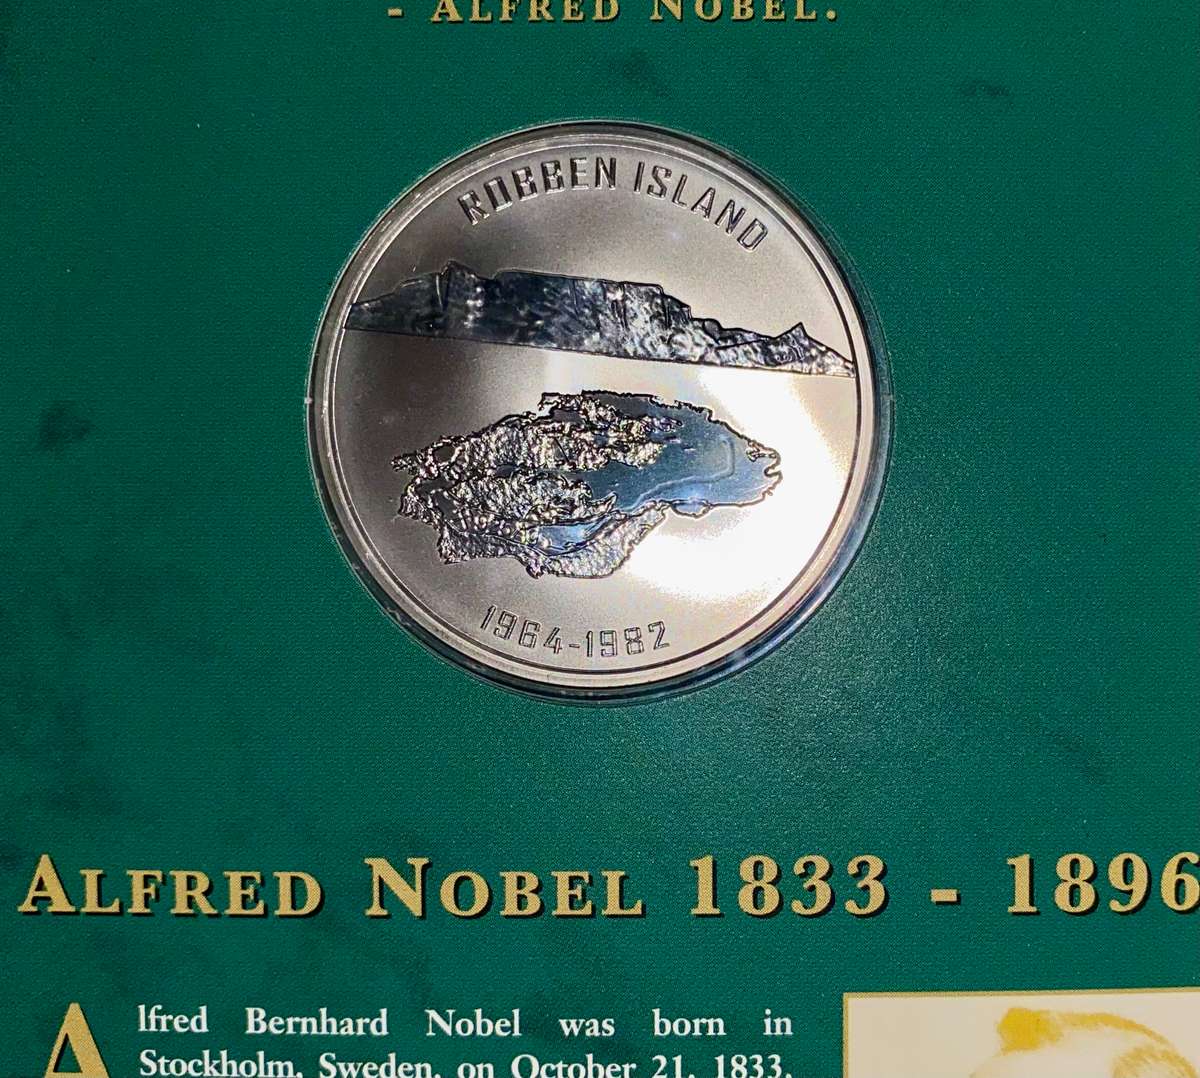 - ALFRED NOBEL.
ROBBEN ISLAND
1964-1982
ALFRED NOBEL 1833 - 1896
Alfred Bernhard Nobel was born in
Stockholm, Sweden, on October 21, 1833,